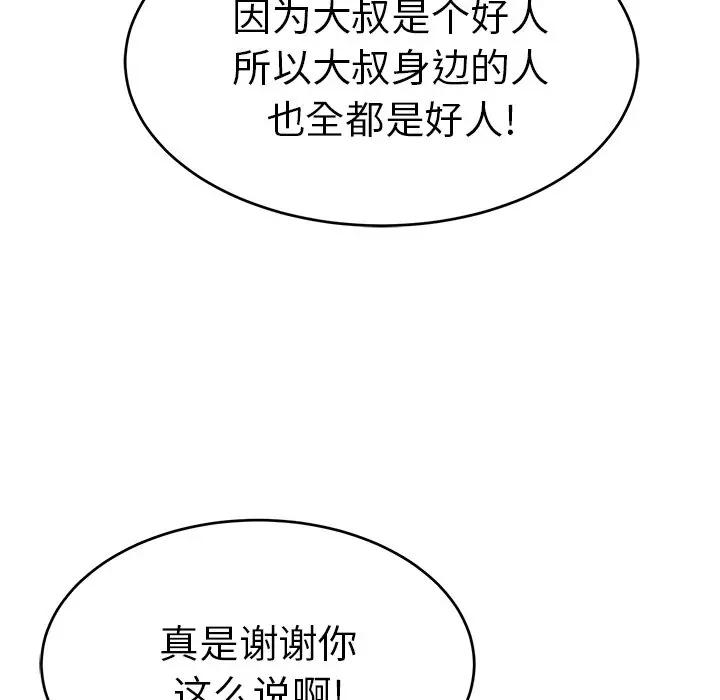 因为大叔是个好人
所以大叔身边的人
也全都是好人!
真是谢谢你
这么说啊!